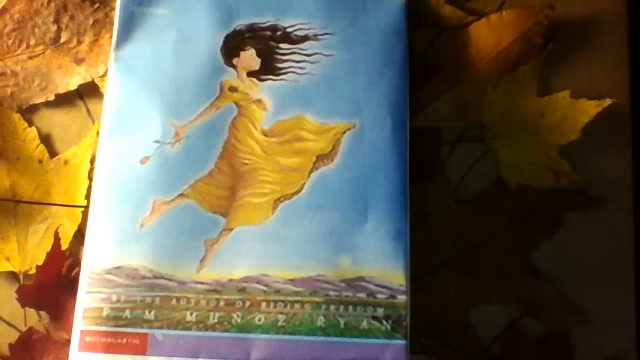 BY THE AUTHOR OF RIDING FREEDOM
PAM MUÑOZ RYAN
SCHOLASTIC